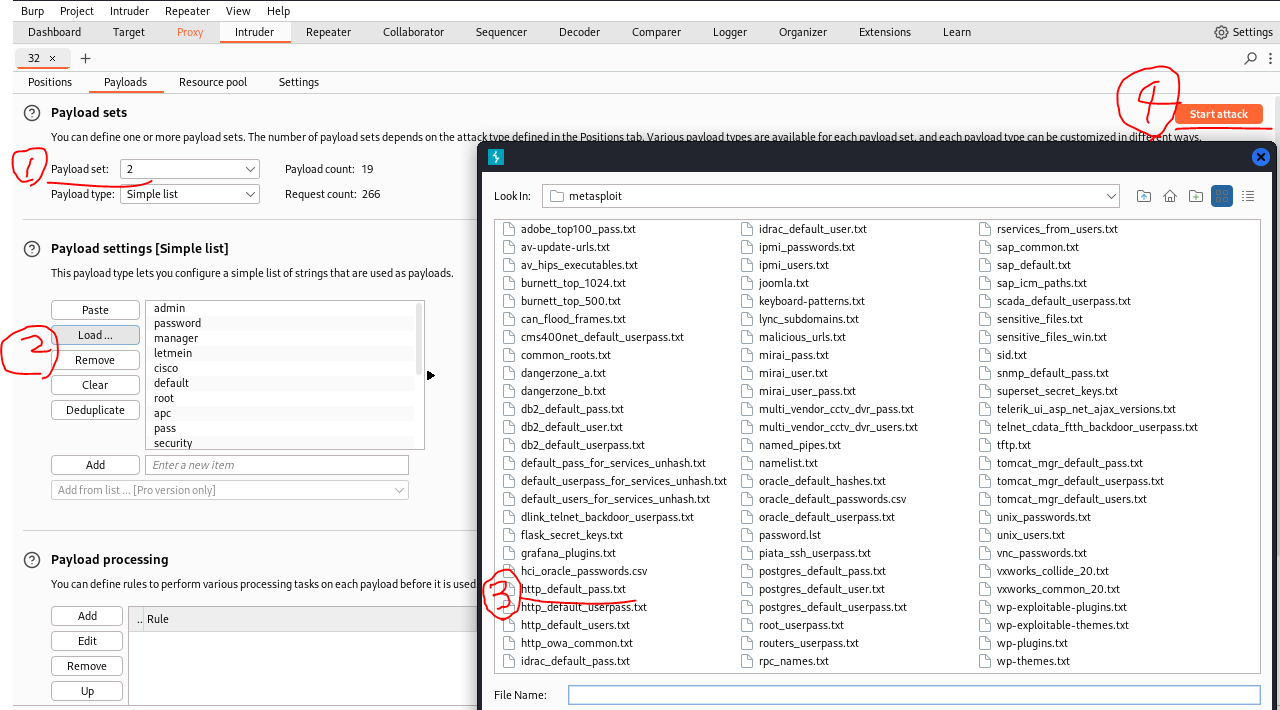 Burp Project Intruder Repeater View Help
Dashboard Target Proxy Intruder Repeater Collaborator Sequencer Decoder Comparer Logger Organizer Extensions Learn Settings
32 × +
Positions Payloads Resource pool Settings
? Payload sets
4 Start attack
You can define one or more payload sets. The number of payload sets depends on the attack type defined in the Positions tab. Various payload types are available for each payload set, and each payload type can be customized in different ways.
1 Payload set: 2 Payload count: 19
Payload type: Simple list Request count: 266
? Payload settings [Simple list]
This payload type lets you configure a simple list of strings that are used as payloads.
Paste
2 Load ...
Remove
Clear
Deduplicate
admin
password
manager
letmein
cisco
default
root
apc
pass
security
Add Enter a new item
Add from list ... [Pro version only]
? Payload processing
You can define rules to perform various processing tasks on each payload before it is used
Add
Edit
Remove
Up
.. Rule
Look In: metasploit
adobe_top100_pass.txt
av-update-urls.txt
av_hips_executables.txt
burnett_top_1024.txt
burnett_top_500.txt
can_flood_frames.txt
cms400net_default_userpass.txt
common_roots.txt
dangerzone_a.txt
dangerzone_b.txt
db2_default_pass.txt
db2_default_user.txt
db2_default_userpass.txt
default_pass_for_services_unhash.txt
default_userpass_for_services_unhash.txt
default_users_for_services_unhash.txt
dlink_telnet_backdoor_userpass.txt
flask_secret_keys.txt
grafana_plugins.txt
hci_oracle_passwords.csv
3 http_default_pass.txt
http_default_userpass.txt
http_default_users.txt
http_owa_common.txt
idrac_default_pass.txt
idrac_default_user.txt
ipmi_passwords.txt
ipmi_users.txt
joomla.txt
keyboard-patterns.txt
lync_subdomains.txt
malicious_urls.txt
mirai_pass.txt
mirai_user.txt
mirai_user_pass.txt
multi_vendor_cctv_dvr_pass.txt
multi_vendor_cctv_dvr_users.txt
named_pipes.txt
namelist.txt
oracle_default_hashes.txt
oracle_default_passwords.csv
oracle_default_userpass.txt
password.lst
piata_ssh_userpass.txt
postgres_default_pass.txt
postgres_default_user.txt
postgres_default_userpass.txt
root_userpass.txt
routers_userpass.txt
rpc_names.txt
rservices_from_users.txt
sap_common.txt
sap_default.txt
sap_icm_paths.txt
scada_default_userpass.txt
sensitive_files.txt
sensitive_files_win.txt
sid.txt
snmp_default_pass.txt
superset_secret_keys.txt
telerik_ui_asp_net_ajax_versions.txt
telnet_cdata_ftth_backdoor_userpass.txt
tftp.txt
tomcat_mgr_default_pass.txt
tomcat_mgr_default_userpass.txt
tomcat_mgr_default_users.txt
unix_passwords.txt
unix_users.txt
vnc_passwords.txt
vxworks_collide_20.txt
vxworks_common_20.txt
wp-exploitable-plugins.txt
wp-exploitable-themes.txt
wp-plugins.txt
wp-themes.txt
File Name: